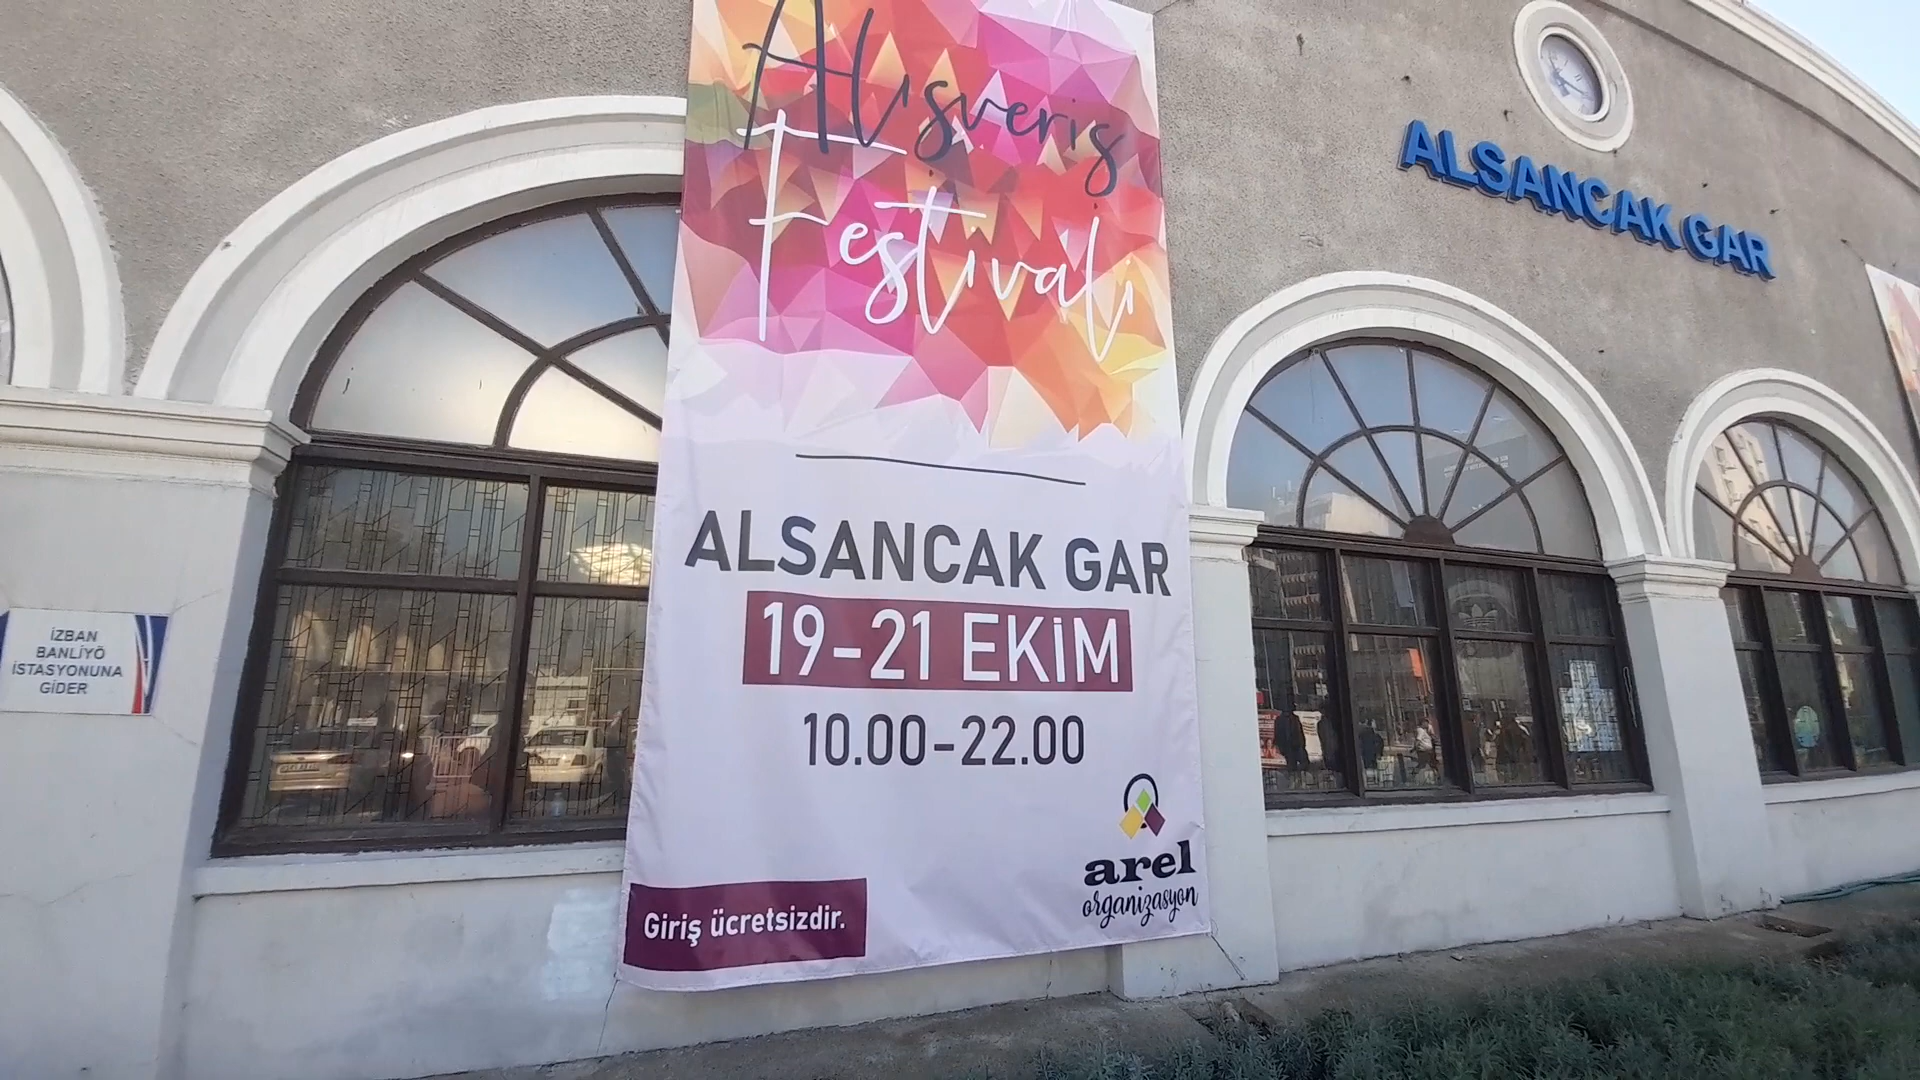 Alışveriş
Festivali
ALSANCAK GAR
19-21 EKİM
10.00-22.00
arel
organizasyon
Giriş ücretsizdir.
ALSANCAK GAR
İZBAN
BANLİYÖ
İSTASYONUNA
GİDER